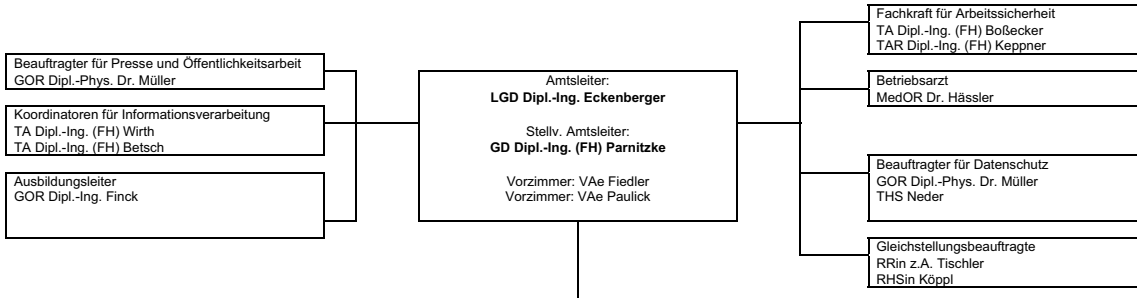 Beauftragter für Presse und Öffentlichkeitsarbeit
GOR Dipl.-Phys. Dr. Müller
Koordinatoren für Informationsverarbeitung
TA Dipl.-Ing. (FH) Wirth
TA Dipl.-Ing. (FH) Betsch
Ausbildungsleiter
GOR Dipl.-Ing. Finck
Amtsleiter:
LGD Dipl.-Ing. Eckenberger
Stellv. Amtsleiter:
GD Dipl.-Ing. (FH) Parnitzke
Vorzimmer: VAe Fiedler
Vorzimmer: VAe Paulick
Fachkraft für Arbeitssicherheit
TA Dipl.-Ing. (FH) Boßecker
TAR Dipl.-Ing. (FH) Keppner
Betriebsarzt
MedOR Dr. Hässler
Beauftragter für Datenschutz
GOR Dipl.-Phys. Dr. Müller
THS Neder
Gleichstellungsbeauftragte
RRin z.A. Tischler
RHSin Köppl